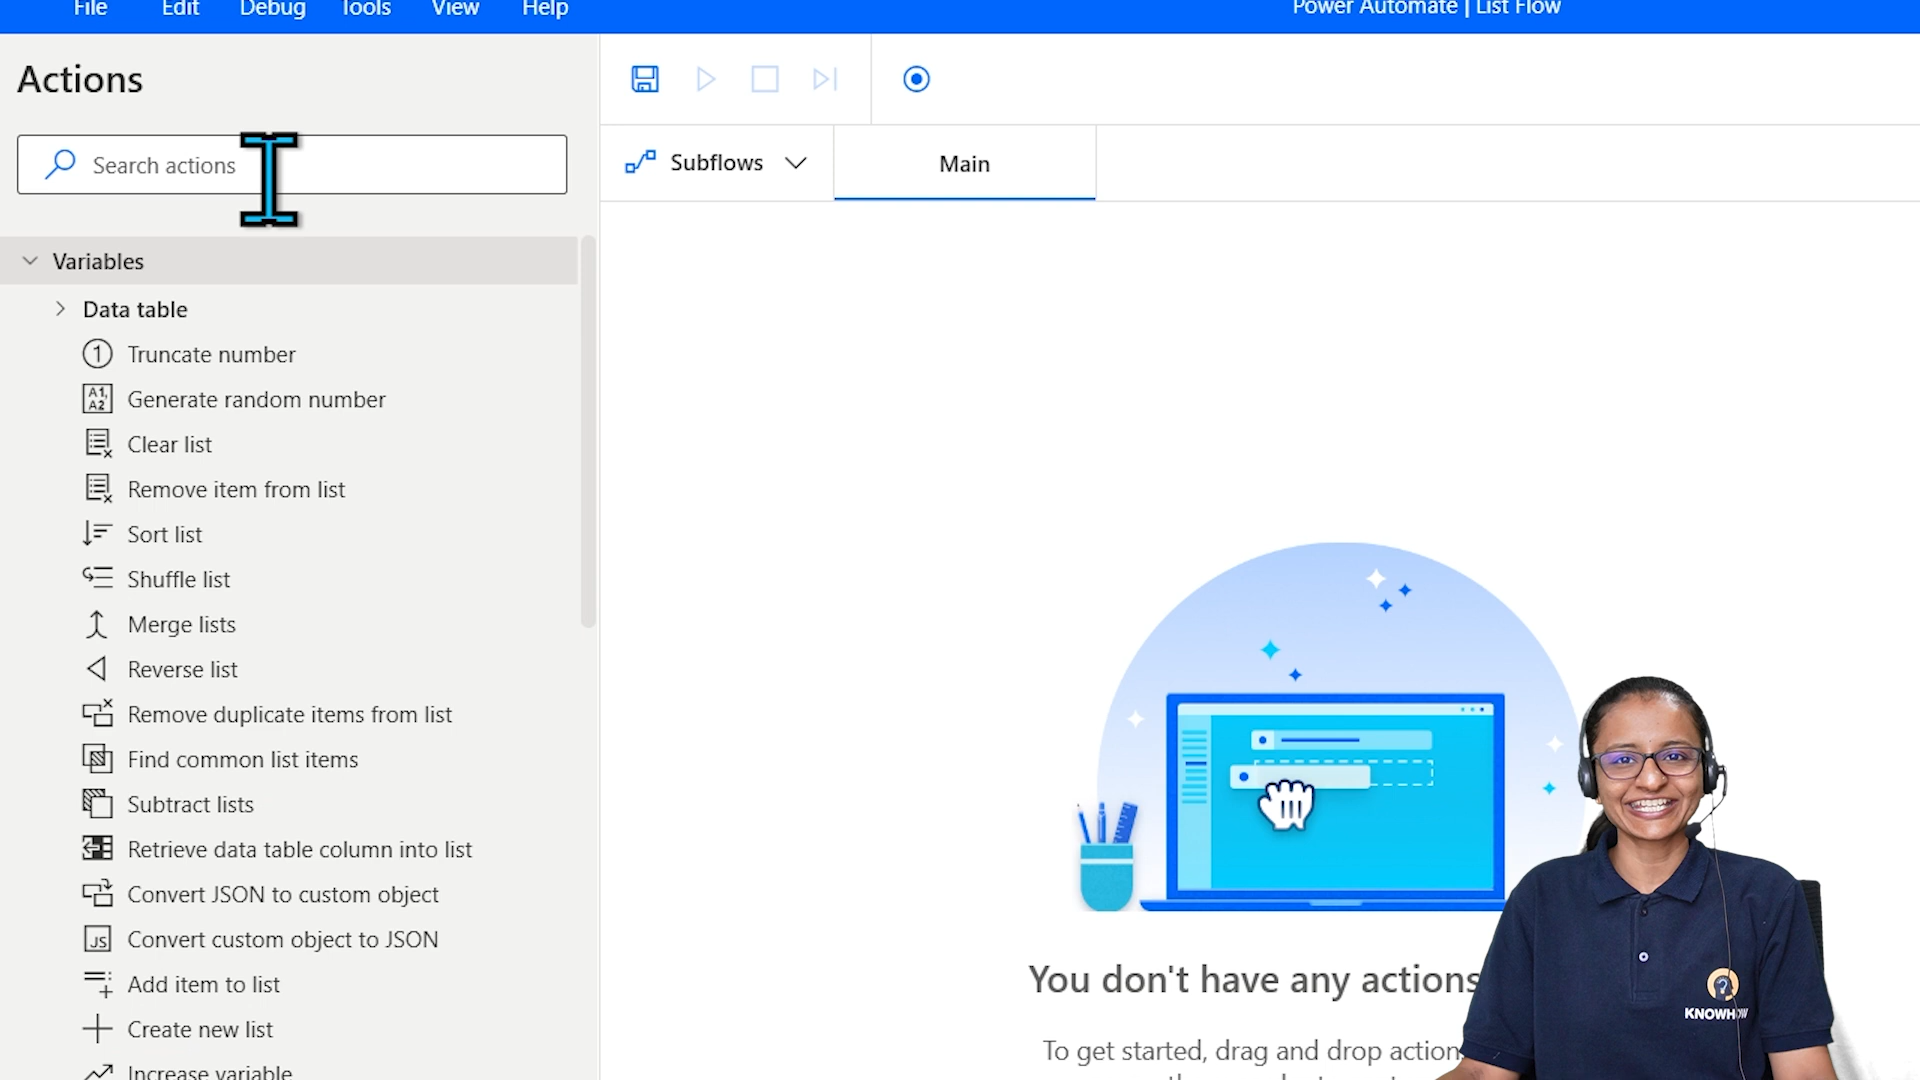 File Edit Debug Tools View Help
Power Automate | List Flow
Actions
Search actions
Subflows
Main
Variables
Data table
Truncate number
Generate random number
Clear list
Remove item from list
Sort list
Shuffle list
Merge lists
Reverse list
Remove duplicate items from list
Find common list items
Subtract lists
Retrieve data table column into list
Convert JSON to custom object
JS Convert custom object to JSON
Add item to list
Create new list
Increase variable
You don't have any actions
To get started, drag and drop action
KNOWH W